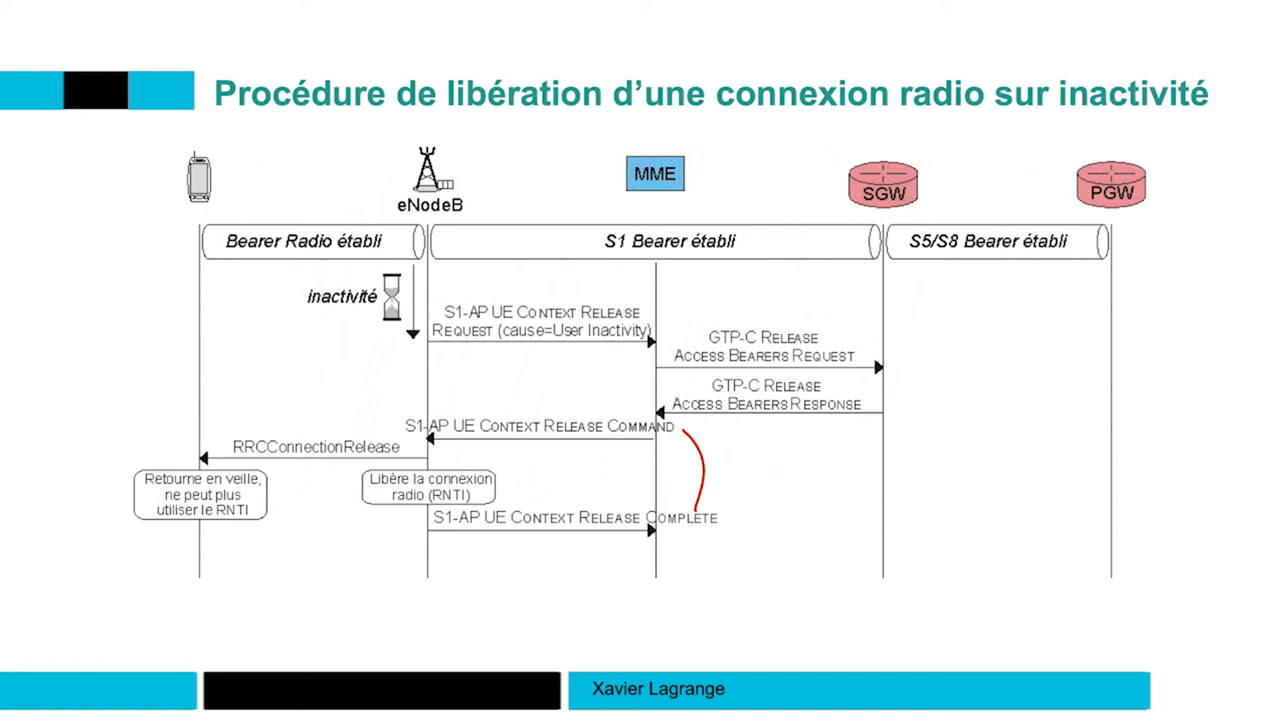 Procédure de libération d’une connexion radio sur inactivité
eNodeB
MME
SGW
PGW
Bearer Radio établi
S1 Bearer établi
S5/S8 Bearer établi
inactivité
S1-AP UE CONTEXT RELEASE
REQUEST (cause=User Inactivity)
GTP-C RELEASE
ACCESS BEARERS REQUEST
GTP-C RELEASE
ACCESS BEARERS RESPONSE
S1-AP UE CONTEXT RELEASE COMMAND
RRCConnectionRelease
Retourne en veille,
ne peut plus
utiliser le RNTI
Libère la connexion
radio (RNTI)
S1-AP UE CONTEXT RELEASE COMPLETE
Xavier Lagrange